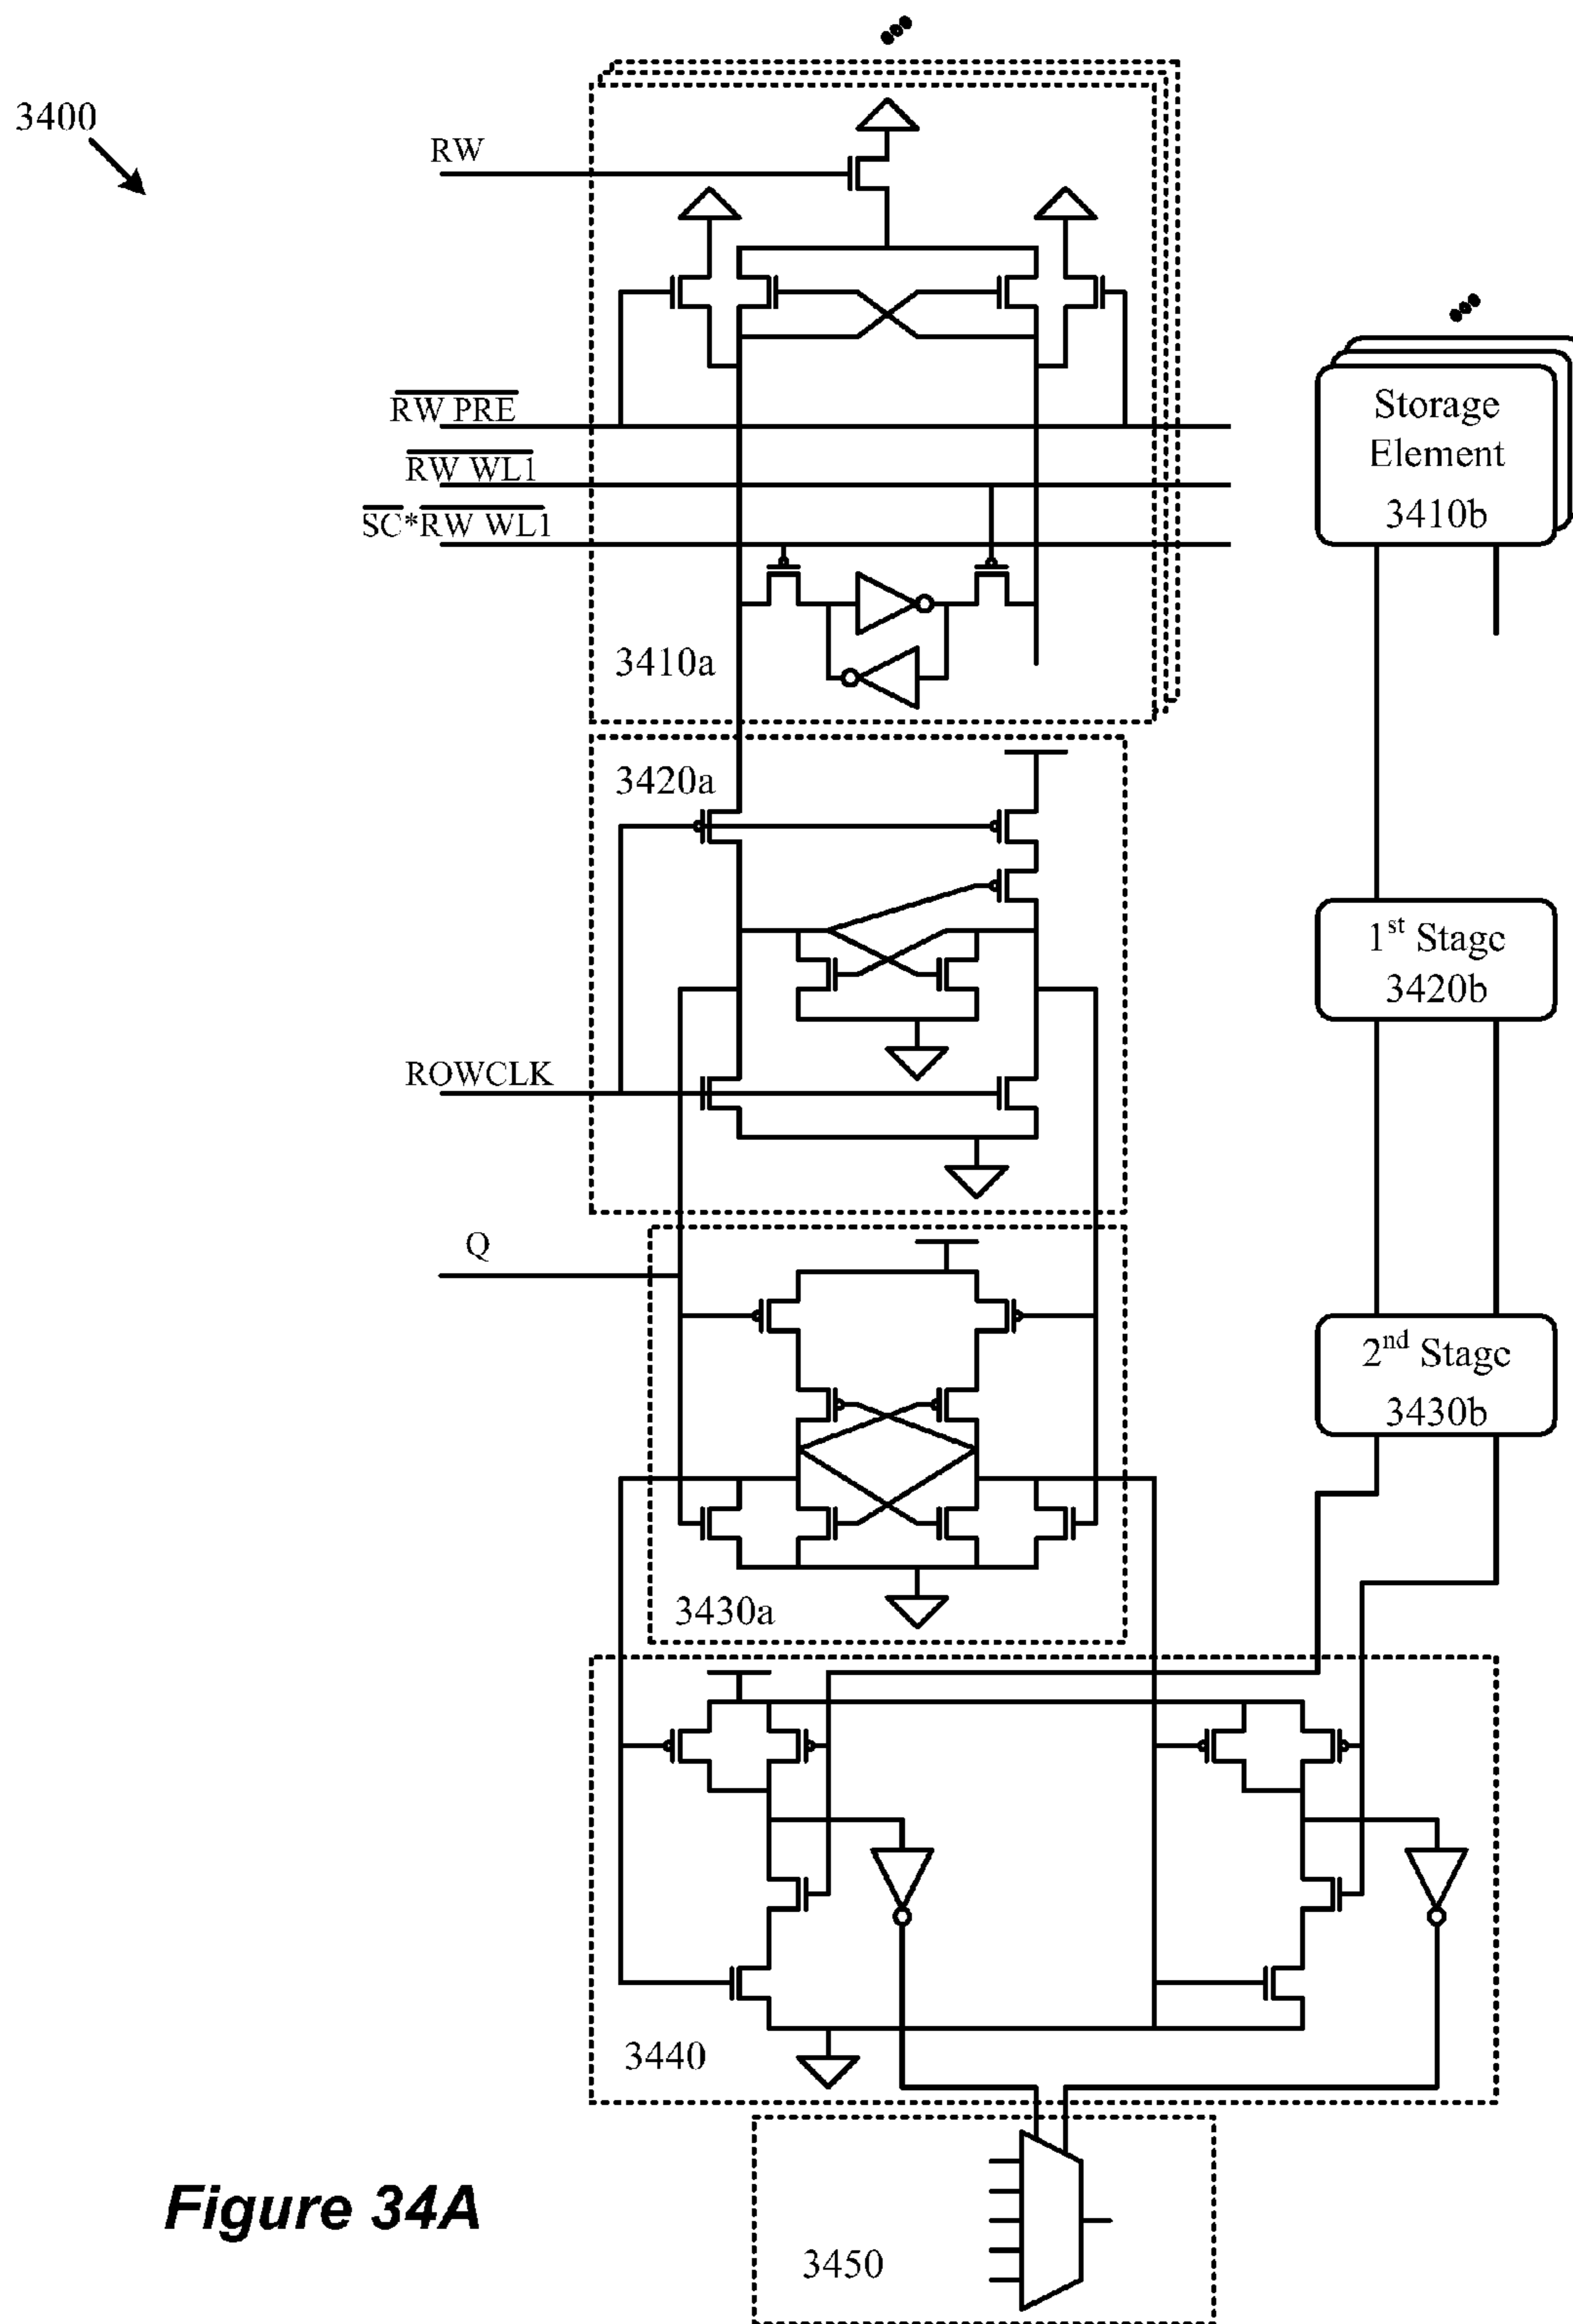 3400
RW
RW PRE
RW WL1
SC*RW WL1
3410a
Storage
Element
3410b
3420a
1st Stage
3420b
ROWCLK
Q
2nd Stage
3430b
3430a
3440
3450
Figure 34A